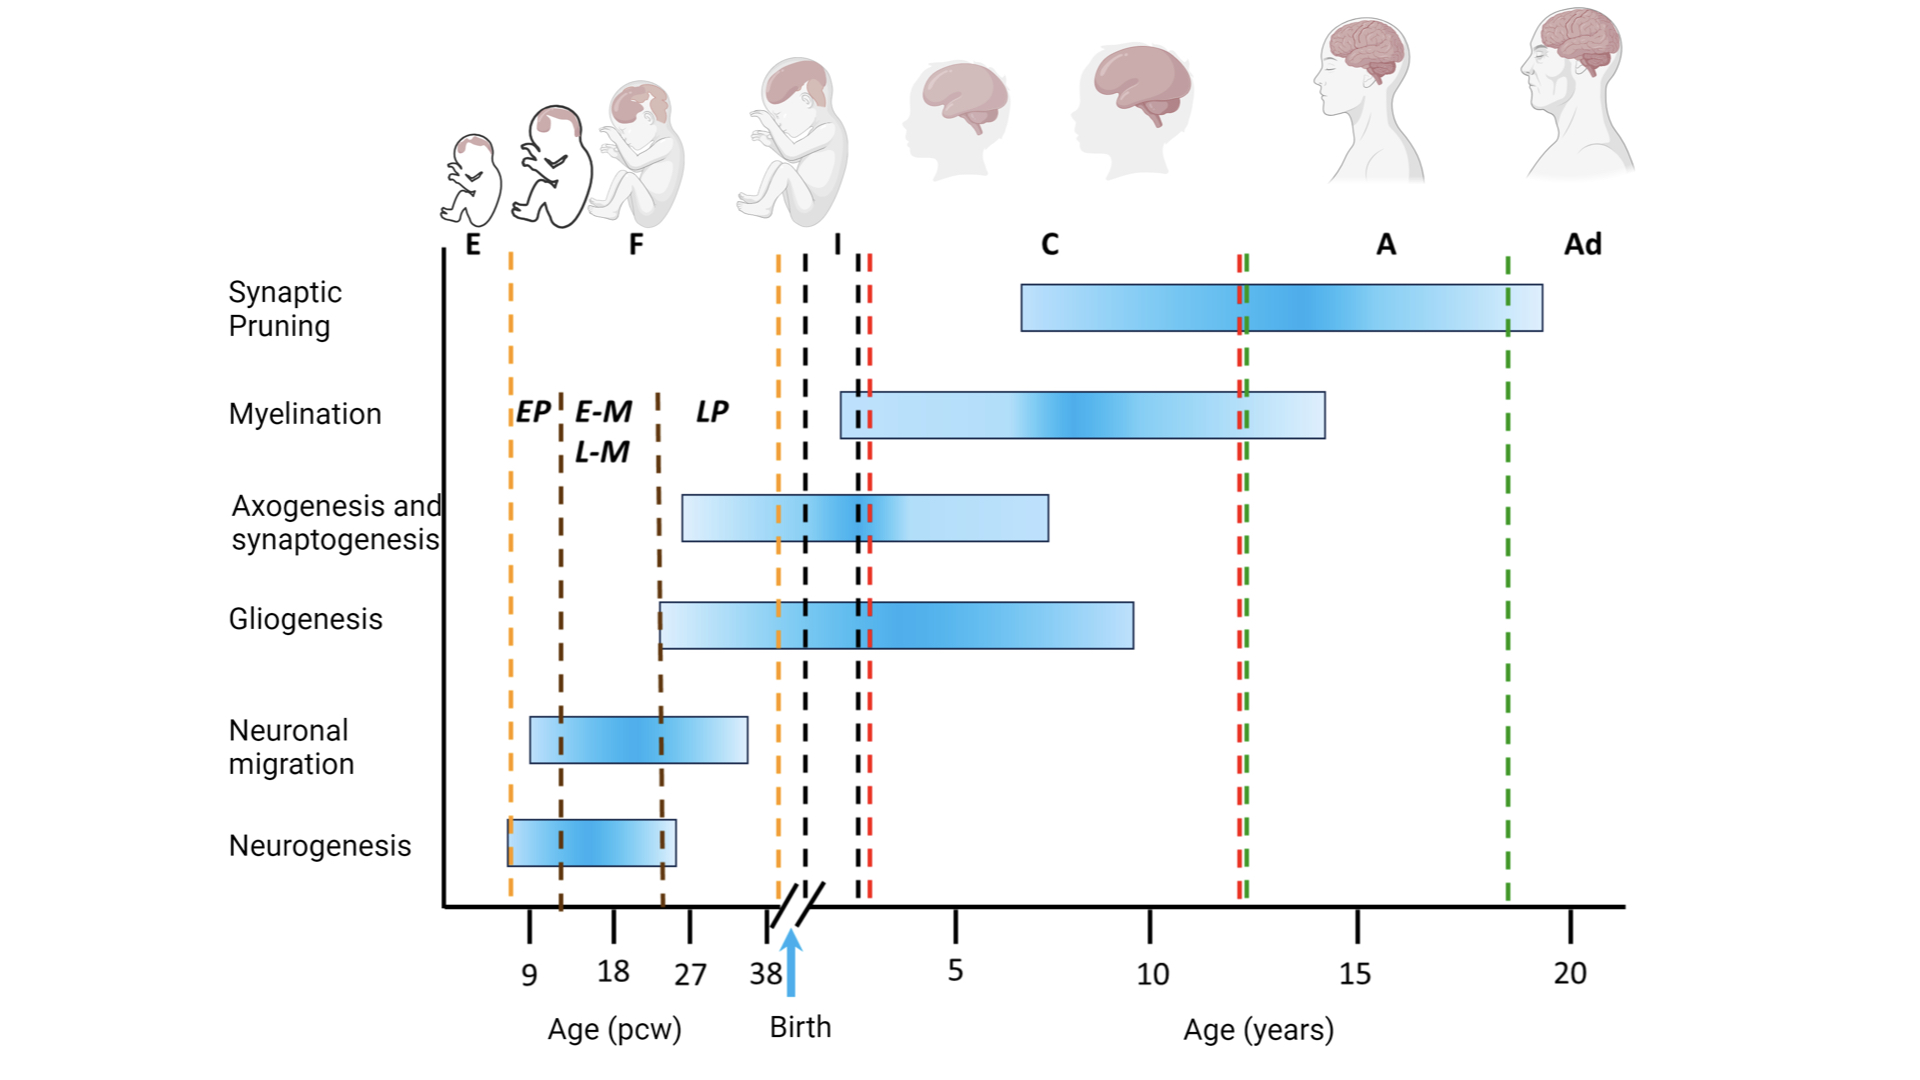 E F I C A Ad
Synaptic
Pruning
Myelination
EP E-M LP
L-M
Axogenesis and
synaptogenesis
Gliogenesis
Neuronal
migration
Neurogenesis
9 18 27 38 5 10 15 20
Age (pcw) Birth Age (years)